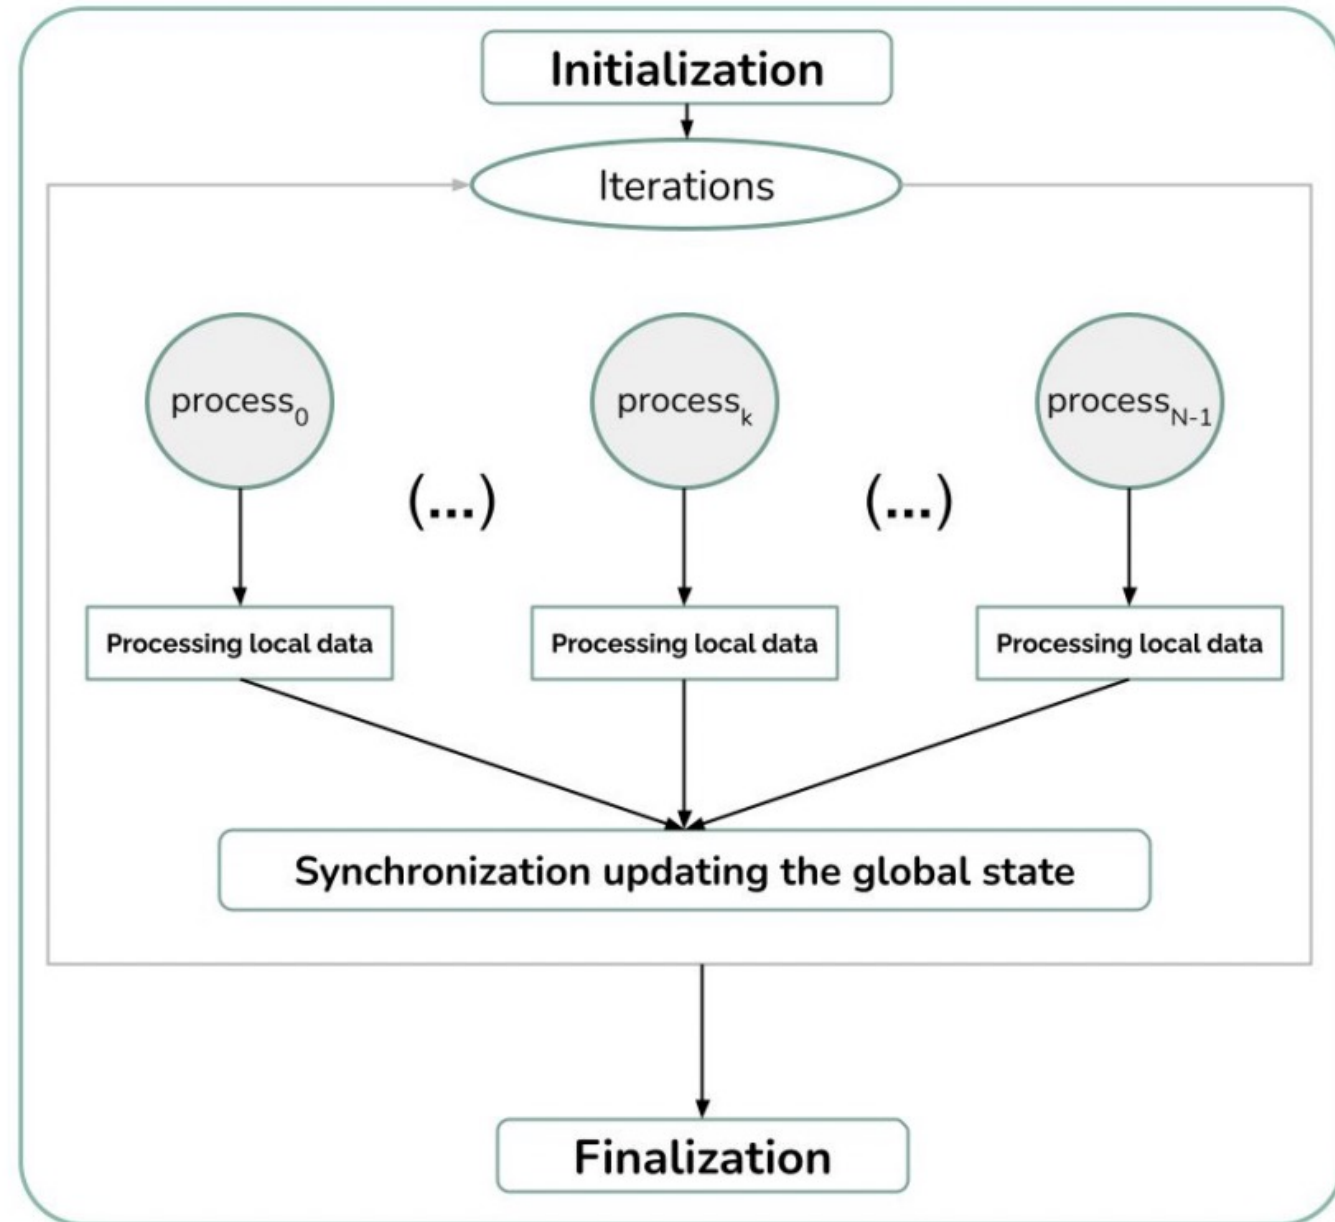 Initialization
Iterations
process₀
processₖ
process_N-1
(...)
(...)
Processing local data
Processing local data
Processing local data
Synchronization updating the global state
Finalization